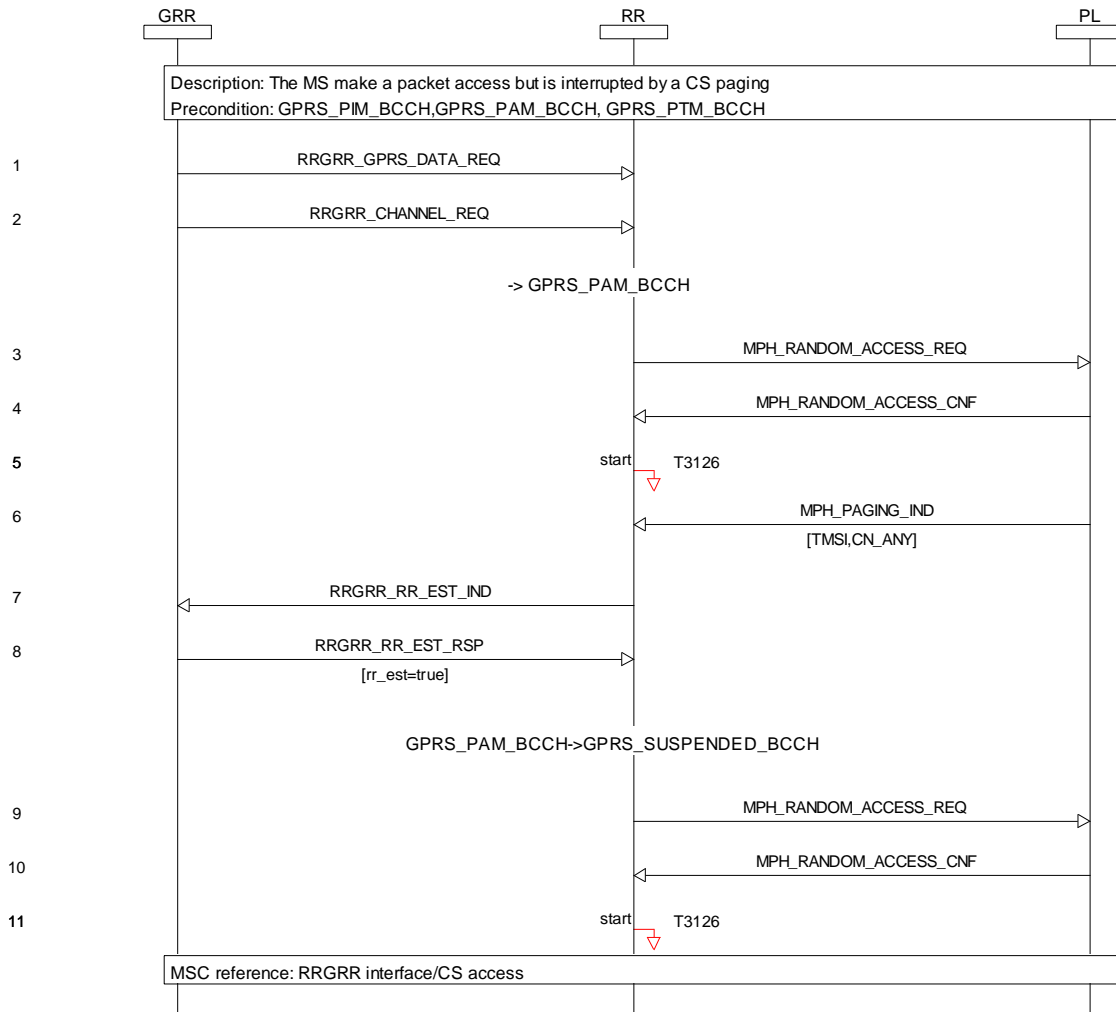 GRR RR PL
Description: The MS make a packet access but is interrupted by a CS paging
Precondition: GPRS_PIM_BCCH,GPRS_PAM_BCCH, GPRS_PTM_BCCH
1 RRGRR_GPRS_DATA_REQ
2 RRGRR_CHANNEL_REQ
-> GPRS_PAM_BCCH
3 MPH_RANDOM_ACCESS_REQ
4 MPH_RANDOM_ACCESS_CNF
5 start T3126
6 MPH_PAGING_IND
[TMSI,CN_ANY]
7 RRGRR_RR_EST_IND
8 RRGRR_RR_EST_RSP
[rr_est=true]
GPRS_PAM_BCCH->GPRS_SUSPENDED_BCCH
9 MPH_RANDOM_ACCESS_REQ
10 MPH_RANDOM_ACCESS_CNF
11 start T3126
MSC reference: RRGRR interface/CS access